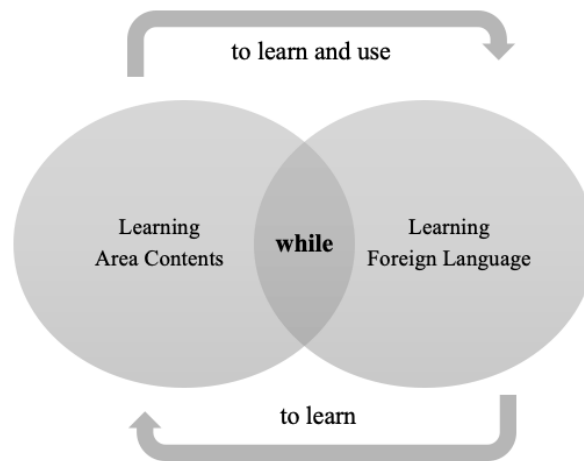 to learn and use
Learning
Area Contents
while
Learning
Foreign Language
to learn